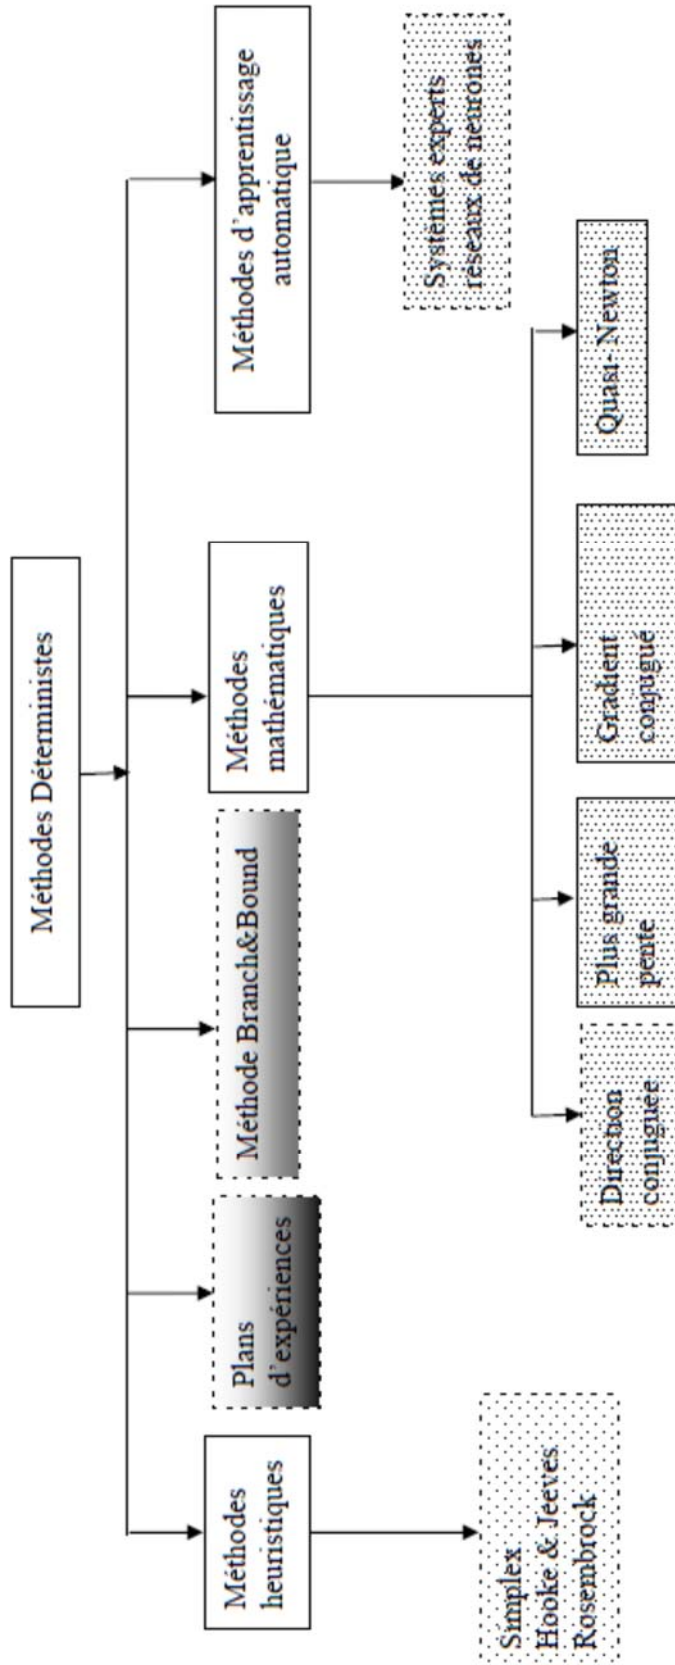 Méthodes Déterministes
Méthodes
heuristiques
Plans
d'expériences
Méthode Branch&Bound
Méthodes
mathématiques
Méthodes d'apprentissage
automatique
Simplex
Hooke & Jeeves
Rosembrock
Systèmes experts
réseaux de neurones
Direction
conjuguée
Plus grande
pente
Gradient
conjugué
Quasi- Newton